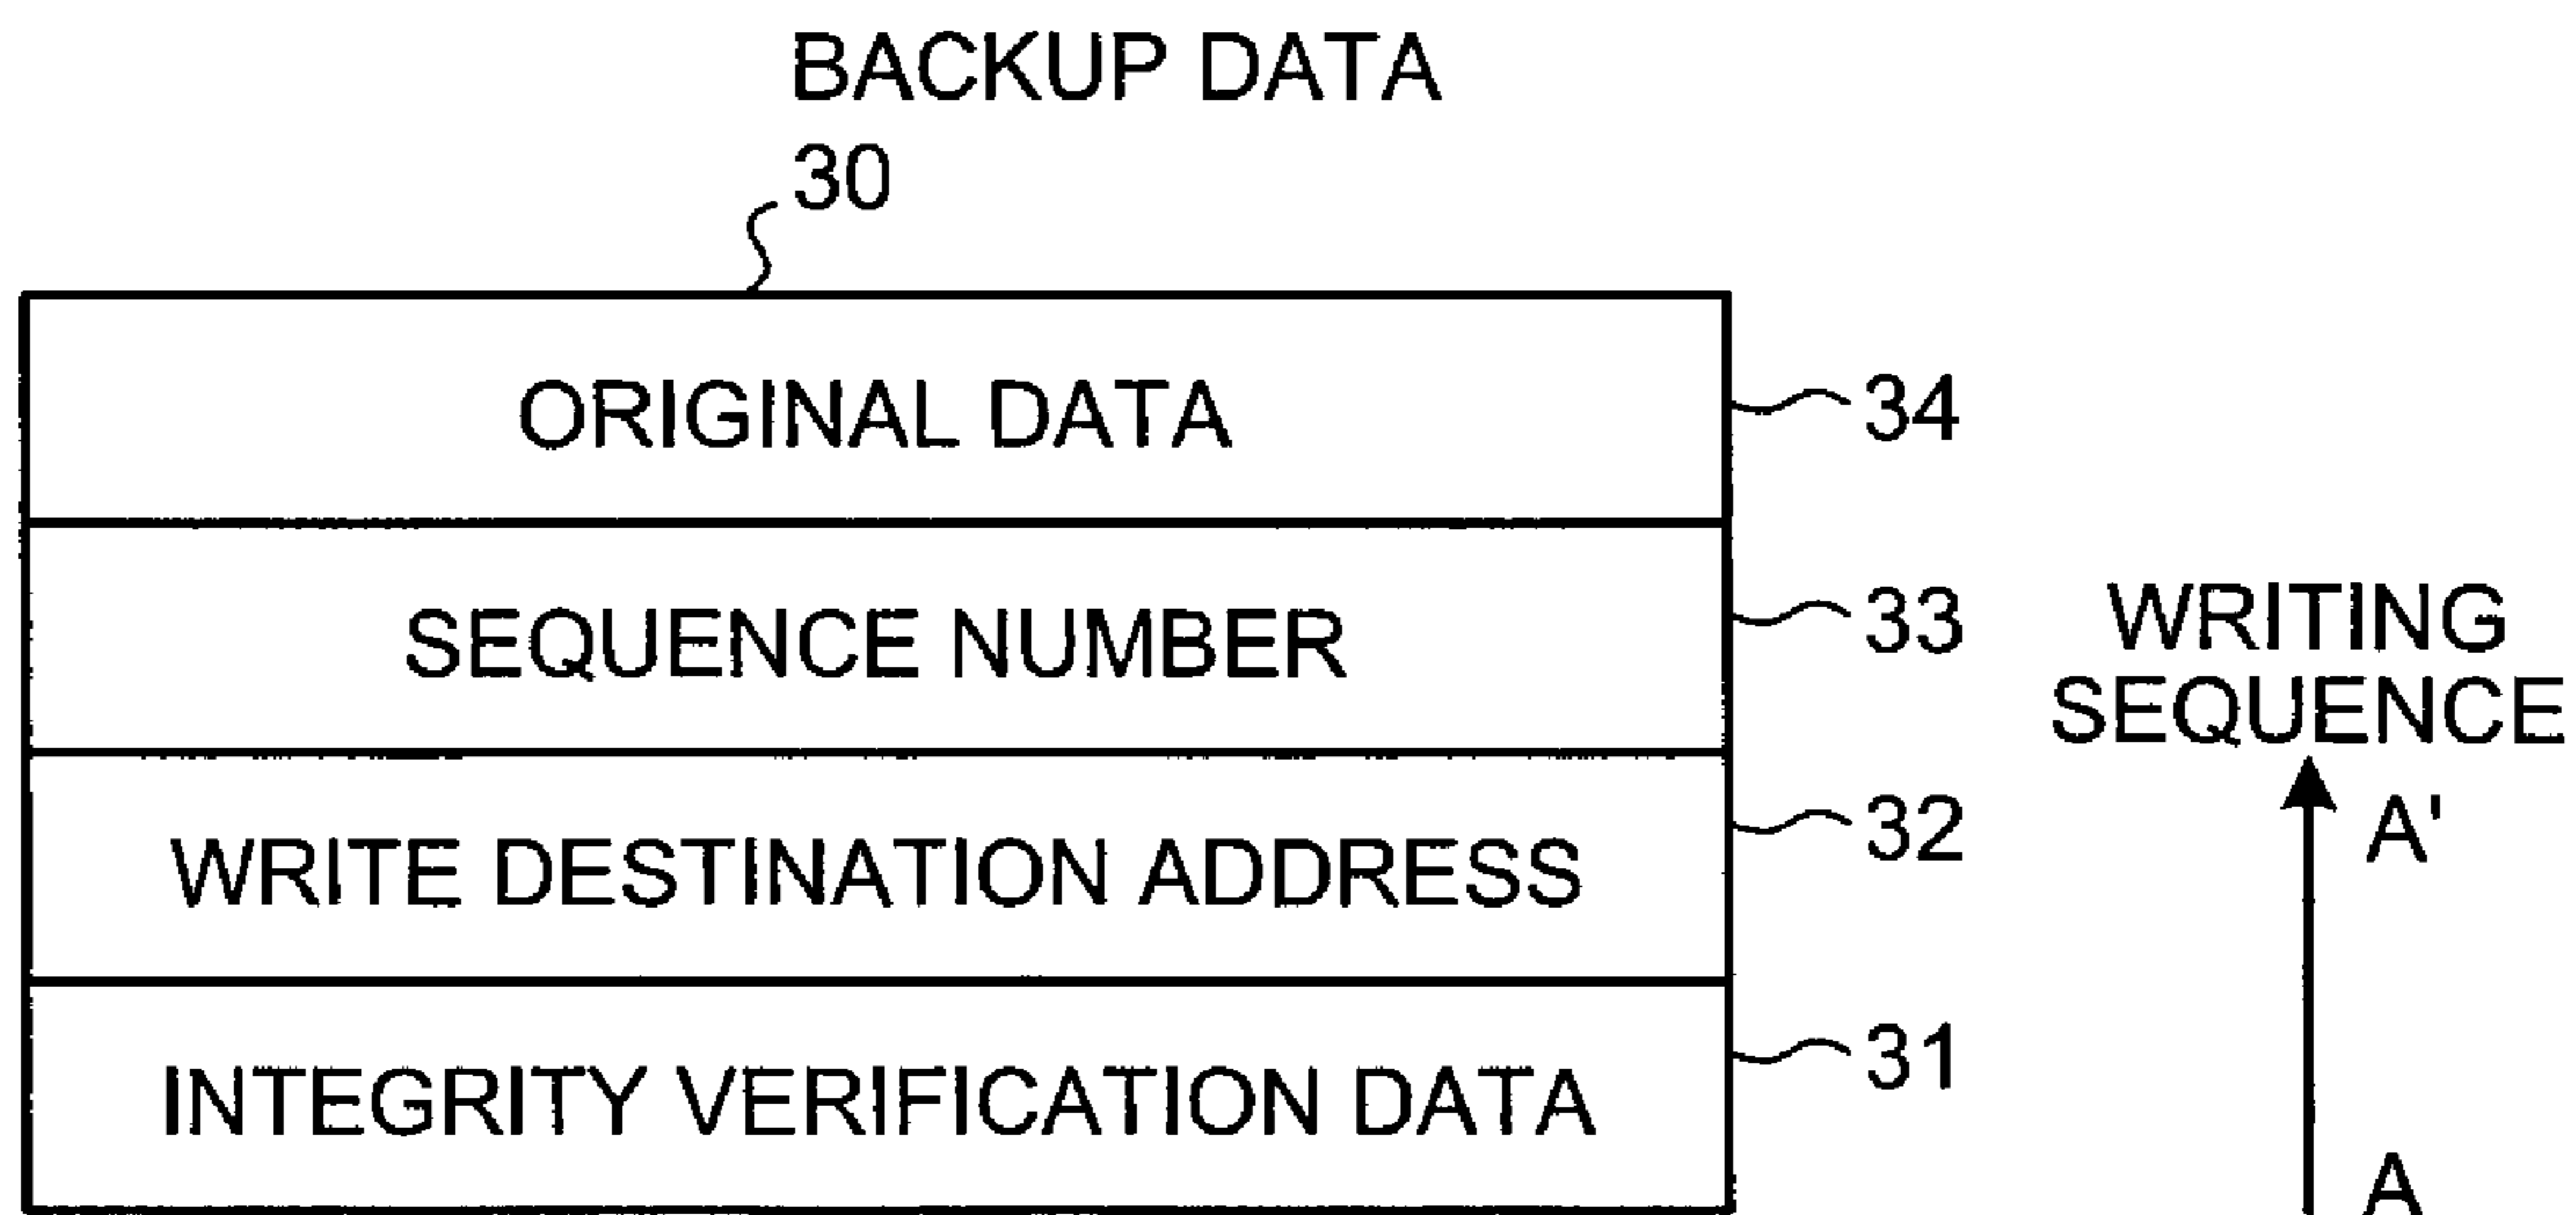 BACKUP DATA
30
ORIGINAL DATA
34
SEQUENCE NUMBER
33
WRITING
SEQUENCE
WRITE DESTINATION ADDRESS
32
A'
INTEGRITY VERIFICATION DATA
31
A